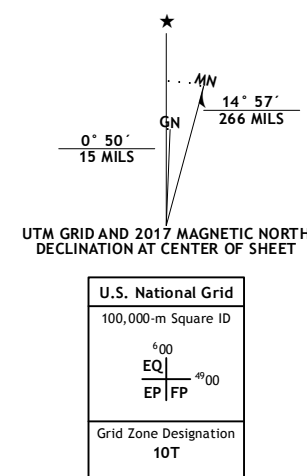 ★
MN
GN
14° 57´
266 MILS
0° 50´
15 MILS
UTM GRID AND 2017 MAGNETIC NORTH
DECLINATION AT CENTER OF SHEET
U.S. National Grid
100,000-m Square ID
⁶00
EQ
⁴⁹00
EP FP
Grid Zone Designation
10T